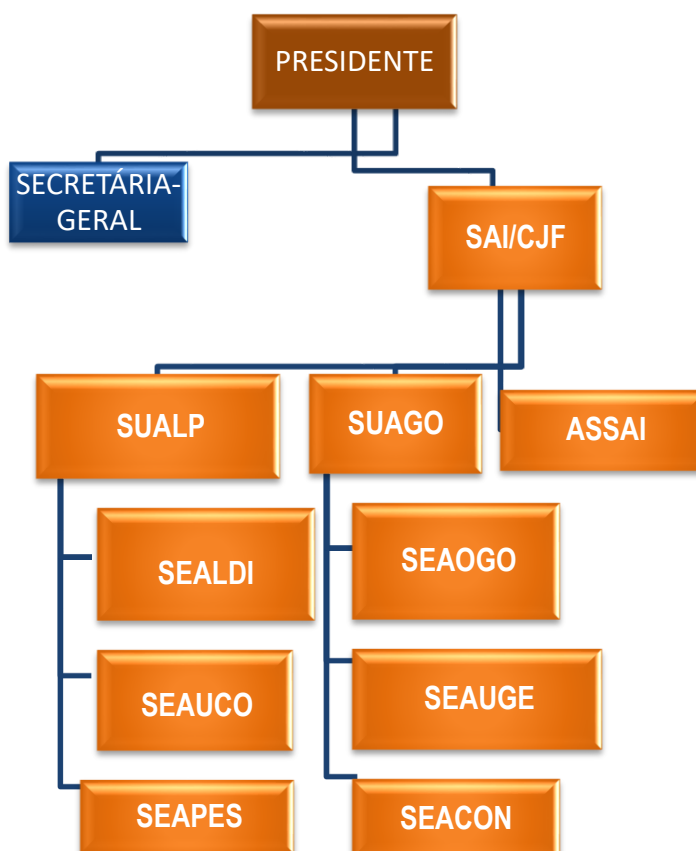 PRESIDENTE
SECRETÁRIA-
GERAL
SAI/CJF
SUALP
SUAGO
ASSAI
SEALDI
SEAOGO
SEAUCO
SEAUGE
SEAPES
SEACON